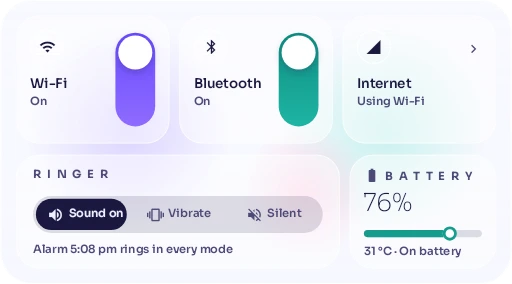 Wi-Fi
On
Bluetooth
On
Internet
Using Wi-Fi
RINGER
Sound on
Vibrate
Silent
Alarm 5:08 pm rings in every mode
BATTERY
76%
31 °C · On battery